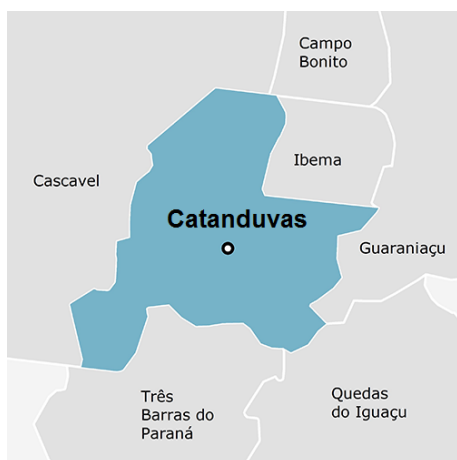 Campo
Bonito
Ibema
Cascavel
Catanduvas
Guaraniaçu
Três
Barras do
Paraná
Quedas
do Iguaçu